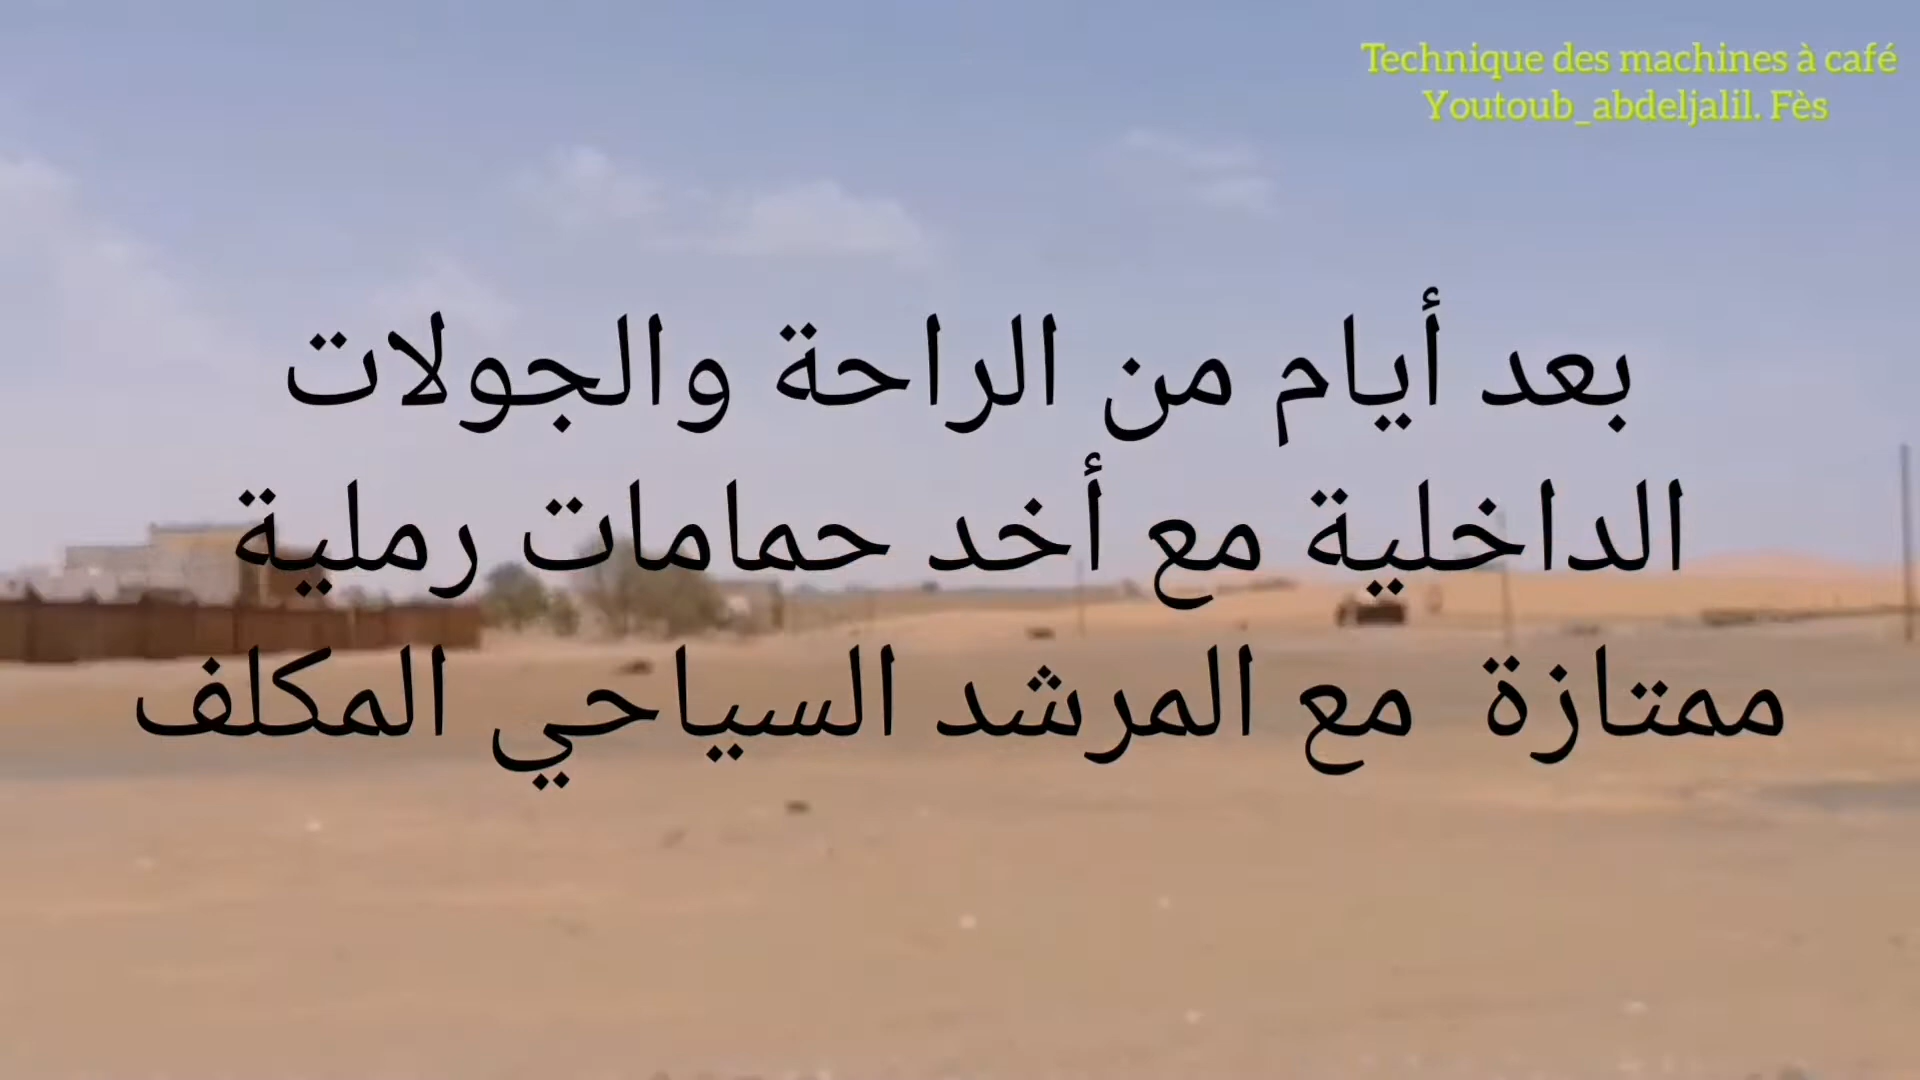 Technique des machines à café
Youtoub_abdeljalil. Fès
بعد أيام من الراحة والجولات
الداخلية مع أخد حمامات رملية
ممتازة مع المرشد السياحي المكلف